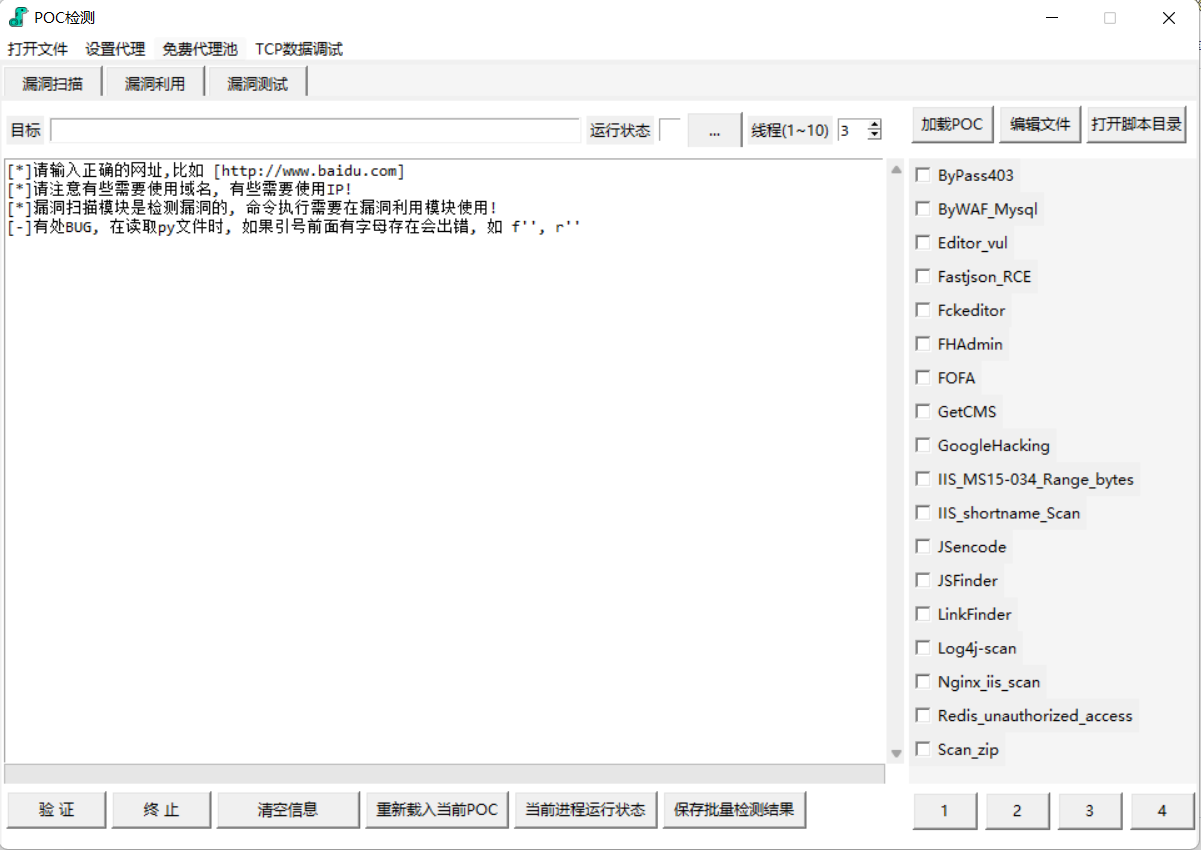 POC检测
打开文件 设置代理 免费代理池 TCP数据调试
漏洞扫描 漏洞利用 漏洞测试
目标 运行状态 ... 线程(1~10) 3 加载POC 编辑文件 打开脚本目录
[*]请输入正确的网址,比如 [http://www.baidu.com]
[*]请注意有些需要使用域名, 有些需要使用IP!
[*]漏洞扫描模块是检测漏洞的, 命令执行需要在漏洞利用模块使用!
[-]有处BUG, 在读取py文件时, 如果引号前面有字母存在会出错, 如 f'', r''
ByPass403
ByWAF_Mysql
Editor_vul
Fastjson_RCE
Fckeditor
FHAdmin
FOFA
GetCMS
GoogleHacking
IIS_MS15-034_Range_bytes
IIS_shortname_Scan
JSencode
JSFinder
LinkFinder
Log4j-scan
Nginx_iis_scan
Redis_unauthorized_access
Scan_zip
验 证 终 止 清空信息 重新载入当前POC 当前进程运行状态 保存批量检测结果 1 2 3 4